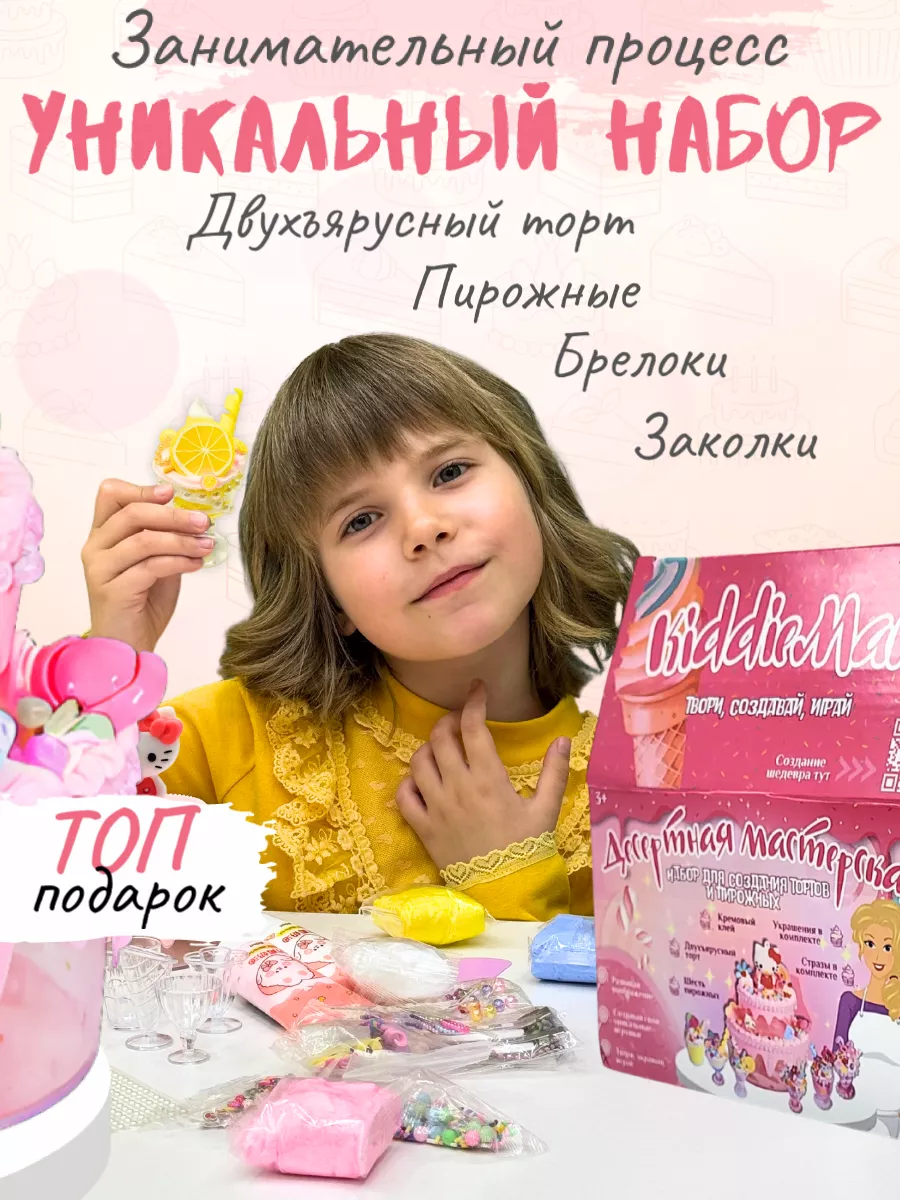 Занимательный процесс
УНИКАЛЬНЫЙ НАБОР
Двухъярусный торт
Пирожные
Брелоки
Заколки
ТВОРИ, СОЗДАВАЙ, ИГРАЙ
Создание
шедевра тут
3+
Десертная
НАБОР ДЛЯ СОЗДАНИЯ ТОРТОВ
И ПИРОЖНЫХ
Кремовый
клей
Украшения в
комплекте
Двухъярусный
торт
Стразы в
комплекте
Шесть
пирожных
ТОП
подарок